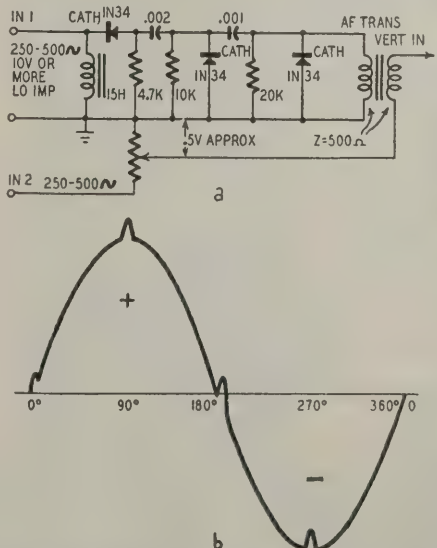 IN 1
CATH IN34 .002 .001 AF TRANS
VERT IN
250-500~
10V OR
MORE
LO IMP
15H 4.7K 10K CATH
IN34
20K
CATH
IN34
.5V APPROX
Z=500Ω
IN 2 250-500~
a
+
0° 90° 180° 270° 360° 0
−
b